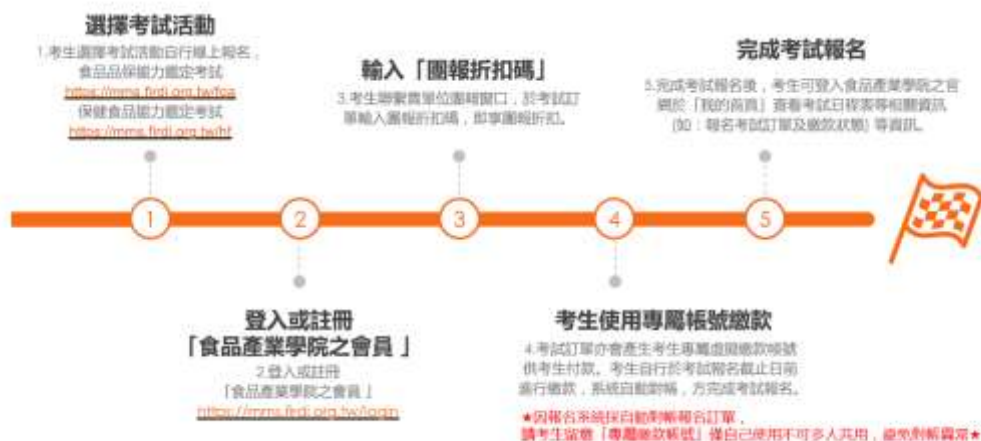 選擇考試活動
1.考生選擇考試活動自行線上報名，
食品品保能力鑑定考試
https://mms.firdi.org.tw/fqa
保健食品能力鑑定考試
https://mms.firdi.org.tw/hf
輸入「團報折扣碼」
3.考生聯繫貴單位團報窗口，於考試訂
單輸入團報折扣碼，即享團報折扣。
完成考試報名
5.完成考試報名後，考生可登入食品產業學院之官
網於「我的首頁」查看考試日程表等相關資訊
(如：報名考試訂單及繳款狀態) 等資訊。
1
2
3
4
5
登入或註冊
「食品產業學院之會員 」
2.登入或註冊
「食品產業學院之會員 」
https://mms.firdi.org.tw/login
考生使用專屬帳號繳款
4.考試訂單亦會產生考生專屬虛擬繳款帳號
供考生付款。考生自行於考試報名截止日前
進行繳款，系統自動對帳，方完成考試報名。
★因報名系統採自動對帳報名訂單，
請考生留意「專屬繳款帳號」僅自己使用不可多人共用，避免對帳異常★